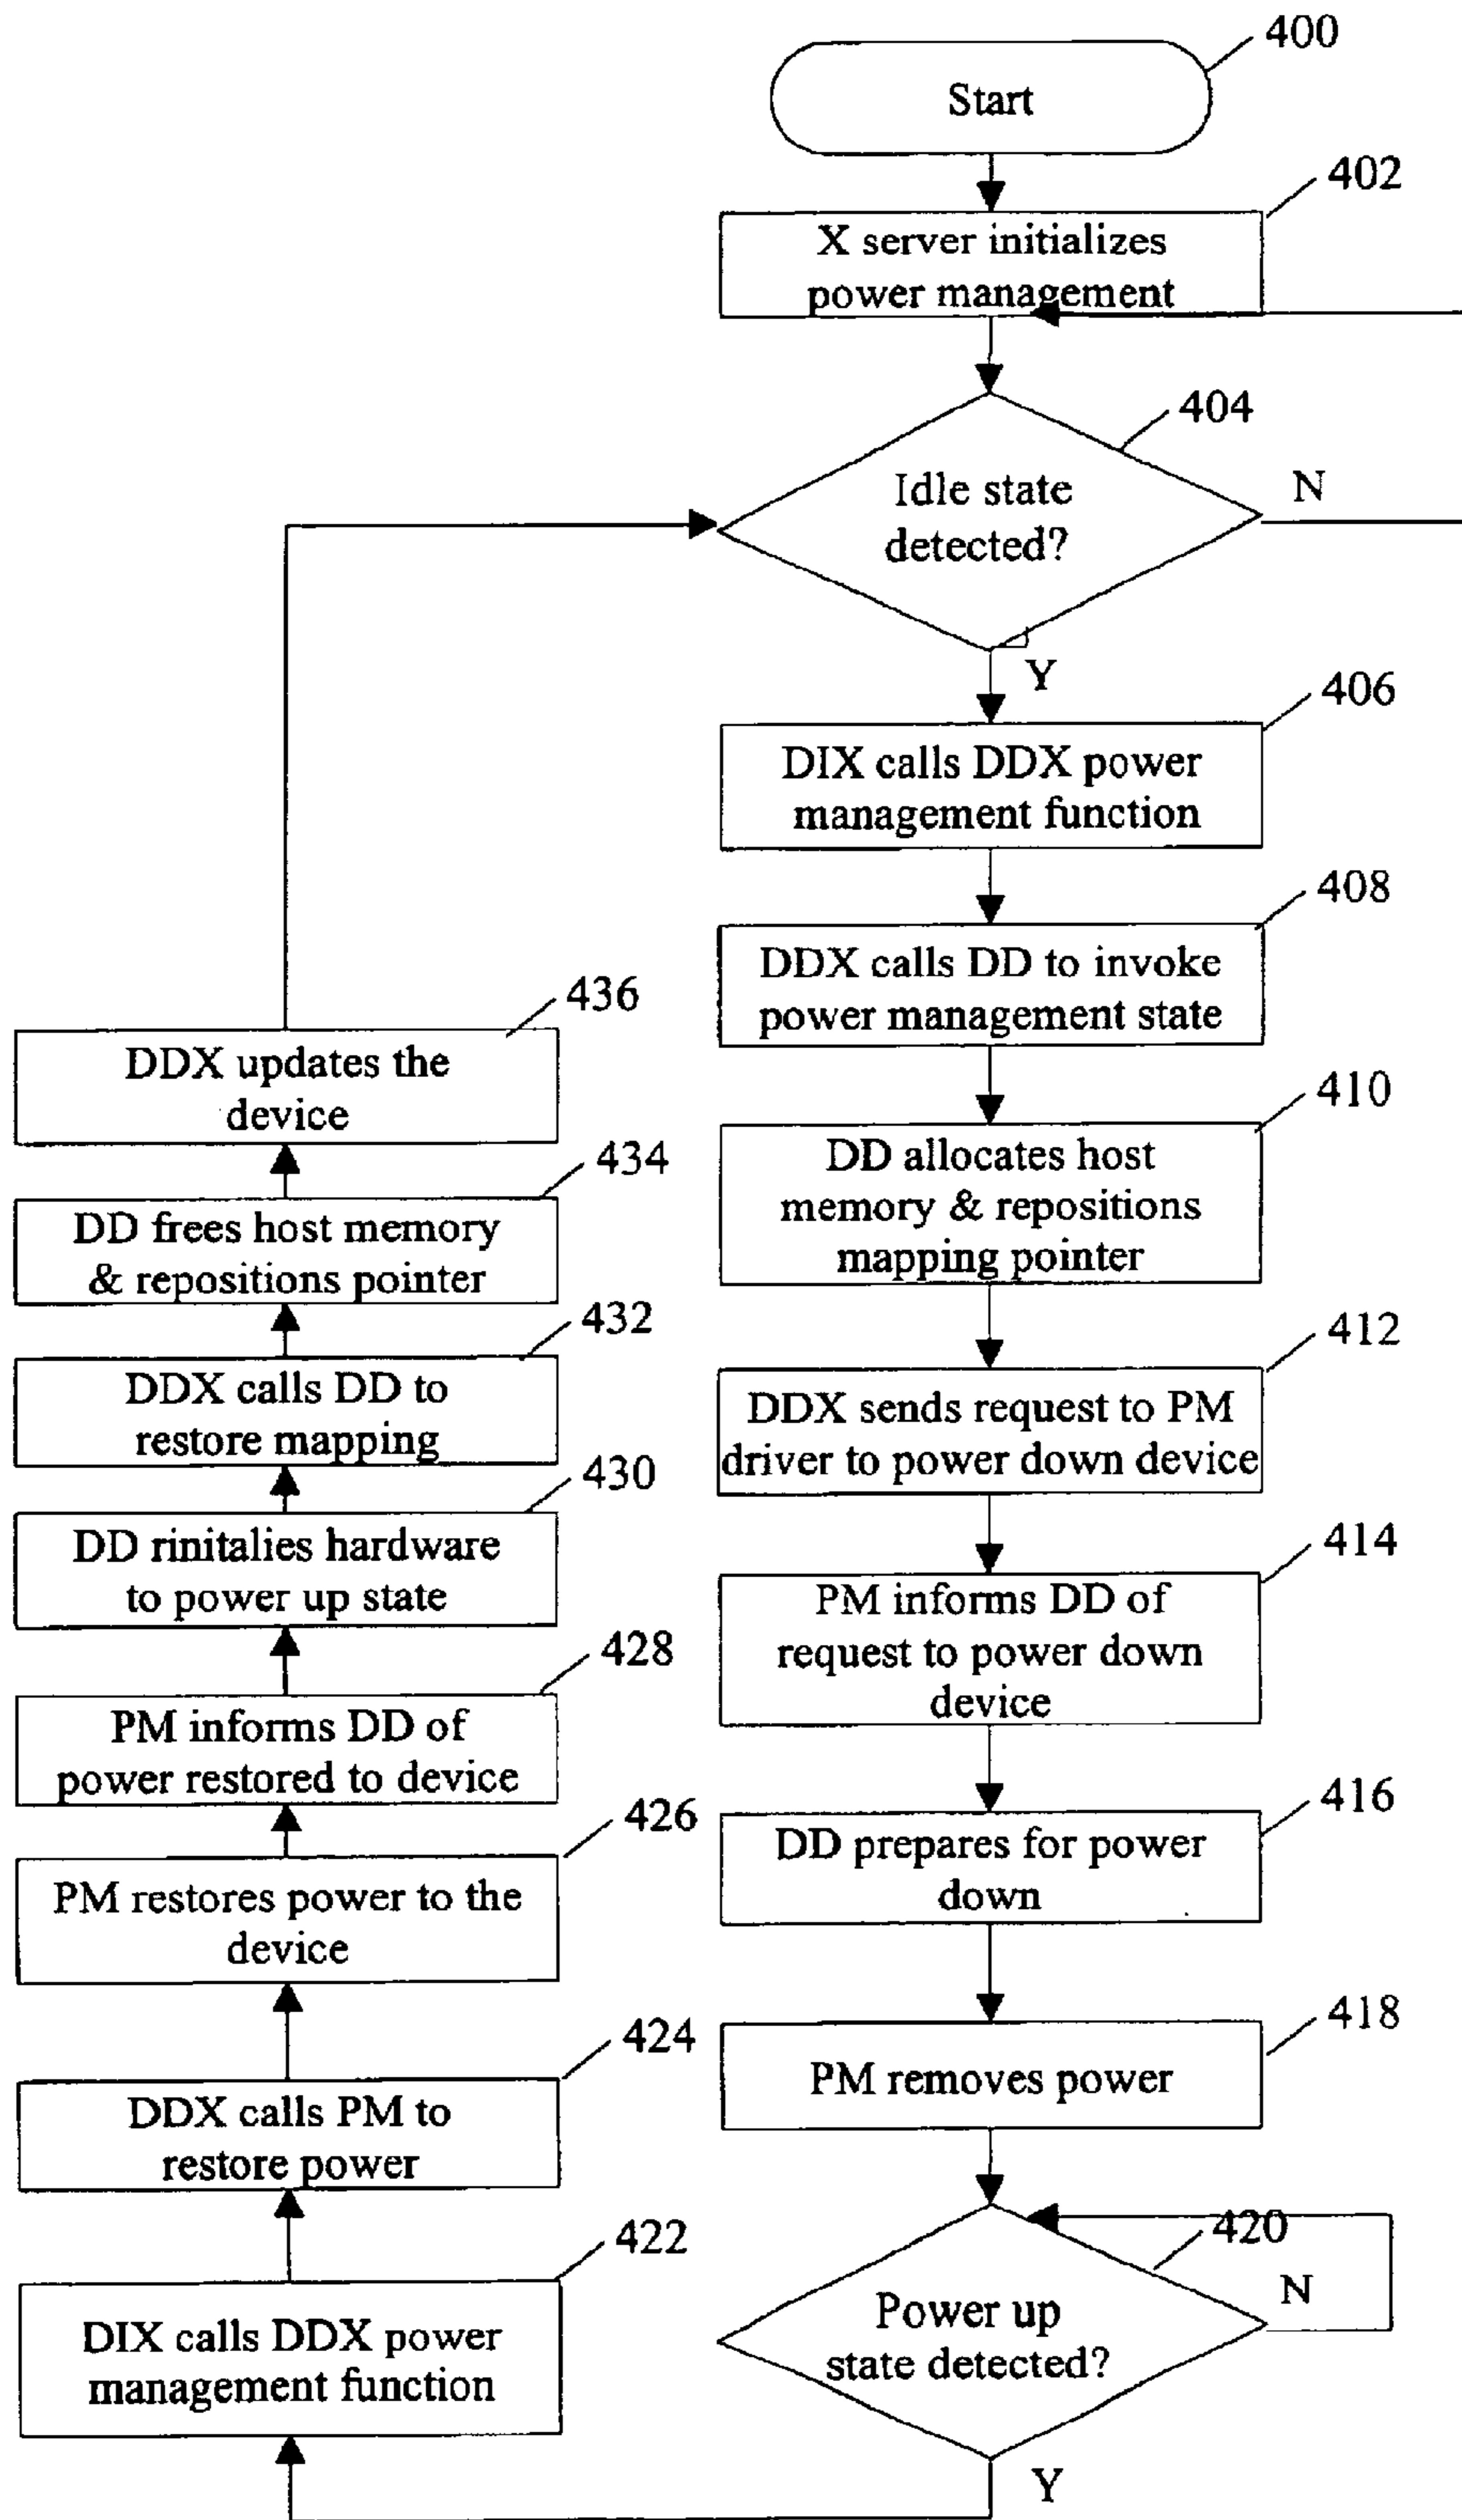 400
Start
402
X server initializes
power management
404
Idle state
detected?
N
Y
406
DIX calls DDX power
management function
408
DDX calls DD to invoke
power management state
410
DD allocates host
memory & repositions
mapping pointer
412
DDX sends request to PM
driver to power down device
414
PM informs DD of
request to power down
device
416
DD prepares for power
down
418
PM removes power
420
Power up
state detected?
N
Y
422
DIX calls DDX power
management function
424
DDX calls PM to
restore power
426
PM restores power to the
device
428
PM informs DD of
power restored to device
430
DD rinitalies hardware
to power up state
432
DDX calls DD to
restore mapping
434
DD frees host memory
& repositions pointer
436
DDX updates the
device